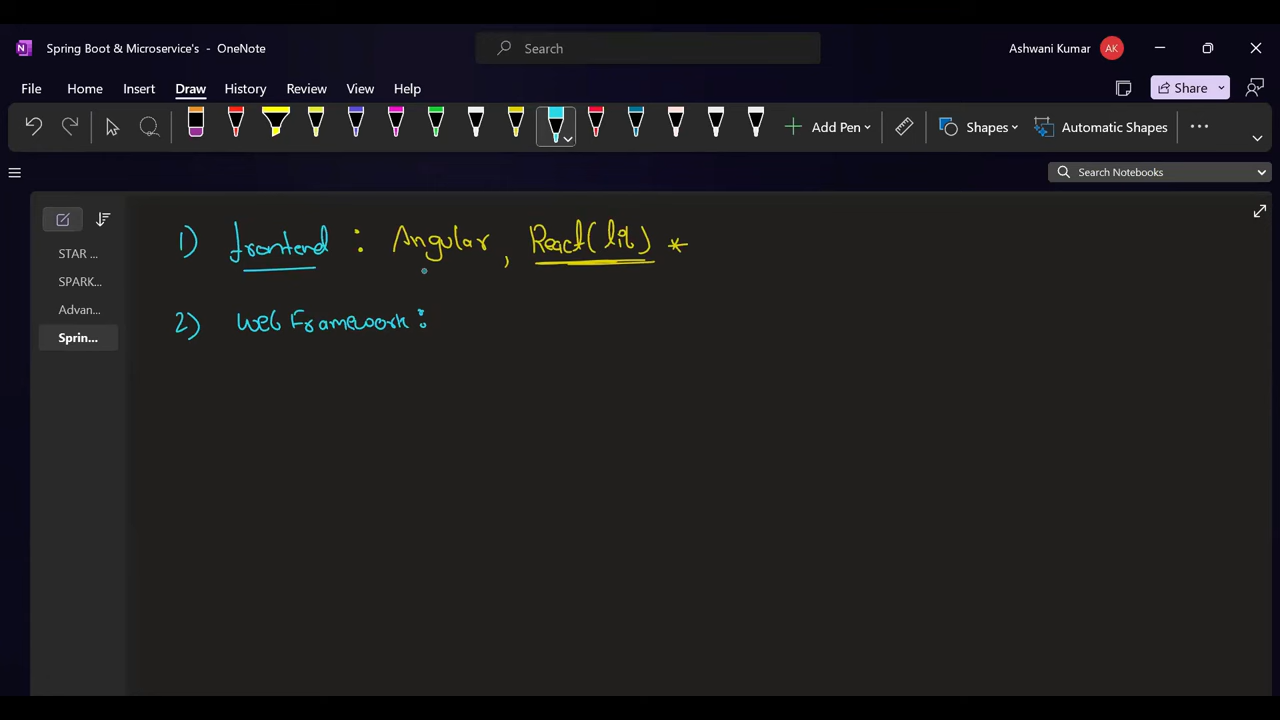 Spring Boot & Microservice's - OneNote
Search
Ashwani Kumar AK
File Home Insert Draw History Review View Help
Share
Add Pen
Shapes
Automatic Shapes
Search Notebooks
STAR ...
SPARK...
Advan...
Sprin...
1) frontend : Angular, React(lib) *
2) Web Framework :